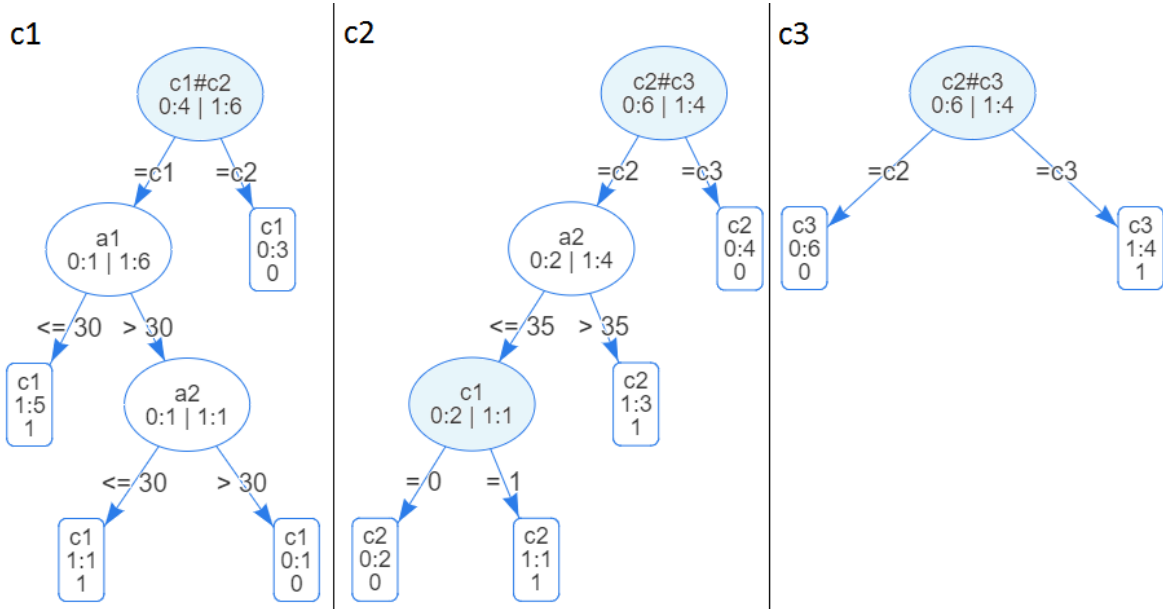 c1
c1#c2
0:4 | 1:6
=c1
=c2
a1
0:1 | 1:6
c1
0:3
0
<= 30
> 30
c1
1:5
1
a2
0:1 | 1:1
<= 30
> 30
c1
1:1
1
c1
0:1
0
c2
c2#c3
0:6 | 1:4
=c2
=c3
a2
0:2 | 1:4
c2
0:4
0
<= 35
> 35
c1
0:2 | 1:1
c2
1:3
1
= 0
= 1
c2
0:2
0
c2
1:1
1
c3
c2#c3
0:6 | 1:4
=c2
=c3
c3
0:6
0
c3
1:4
1